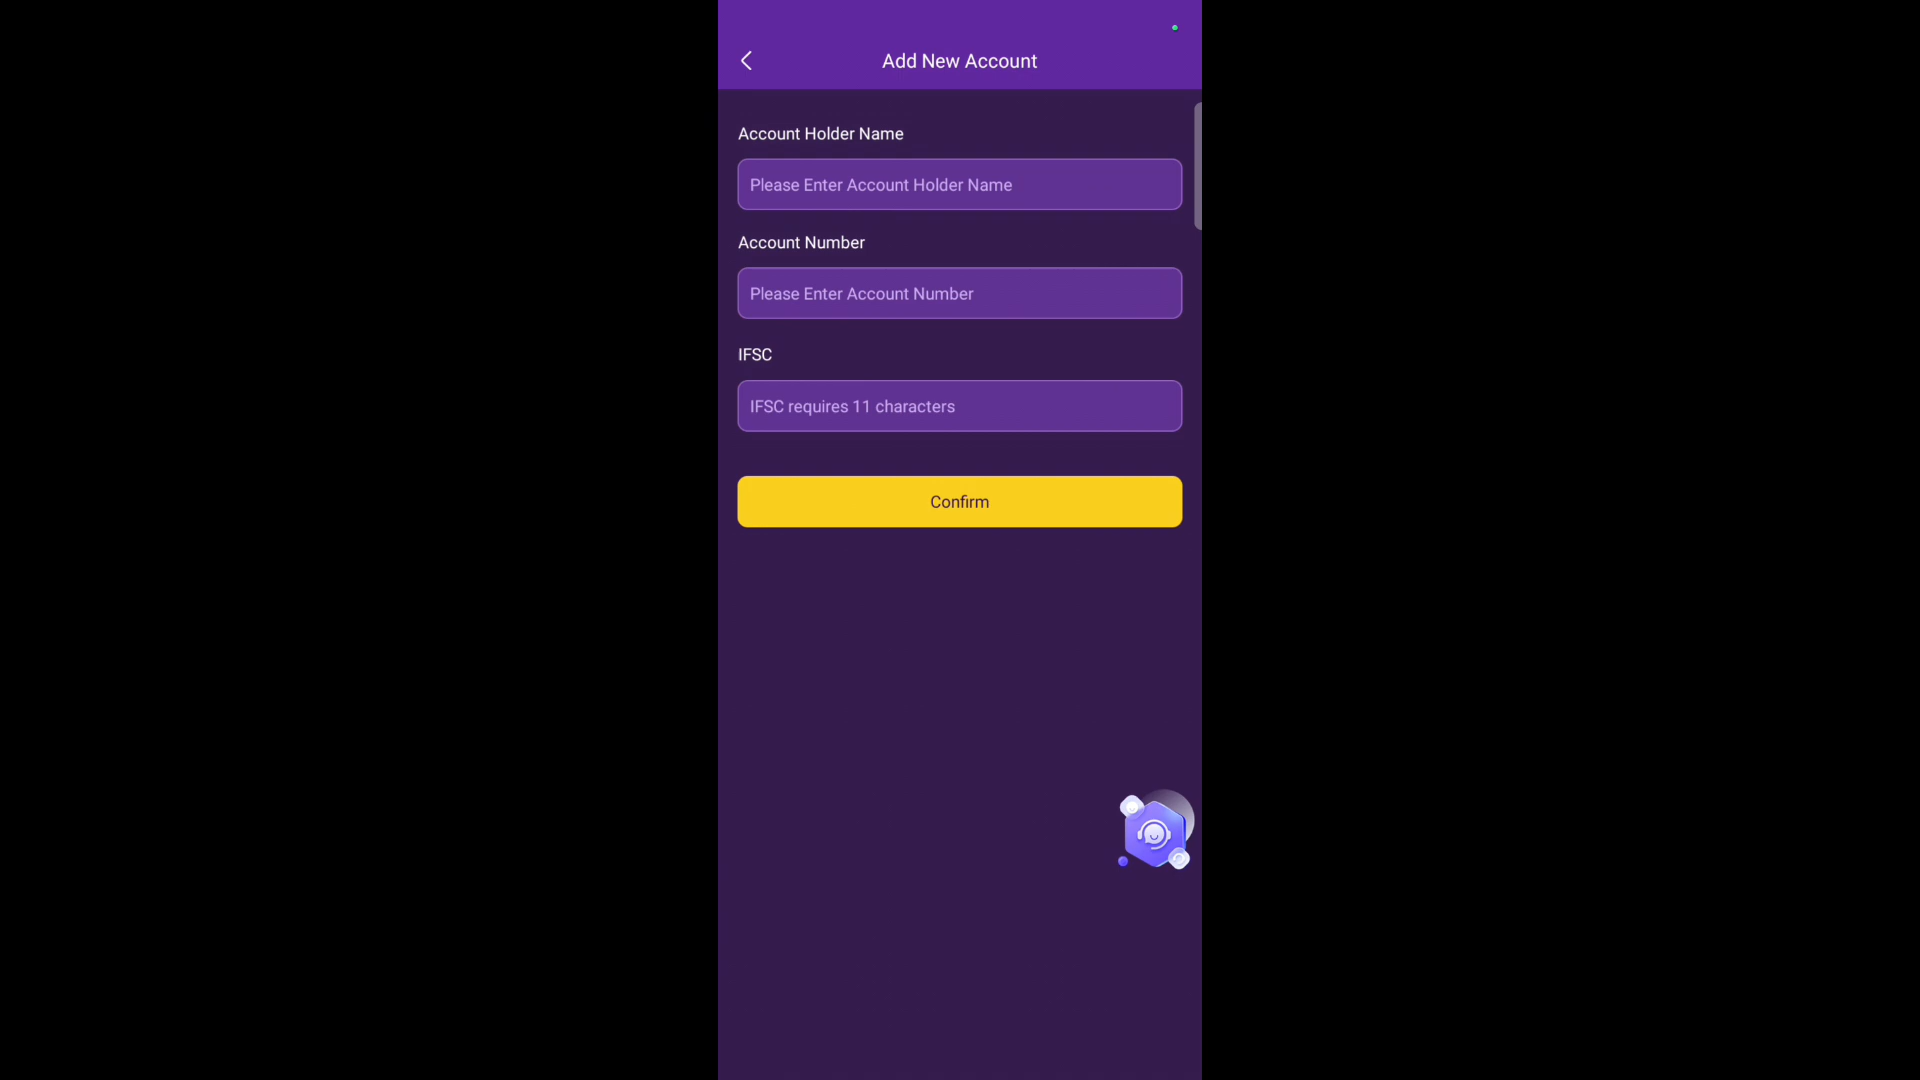 Add New Account
Account Holder Name
Please Enter Account Holder Name
Account Number
Please Enter Account Number
IFSC
IFSC requires 11 characters
Confirm